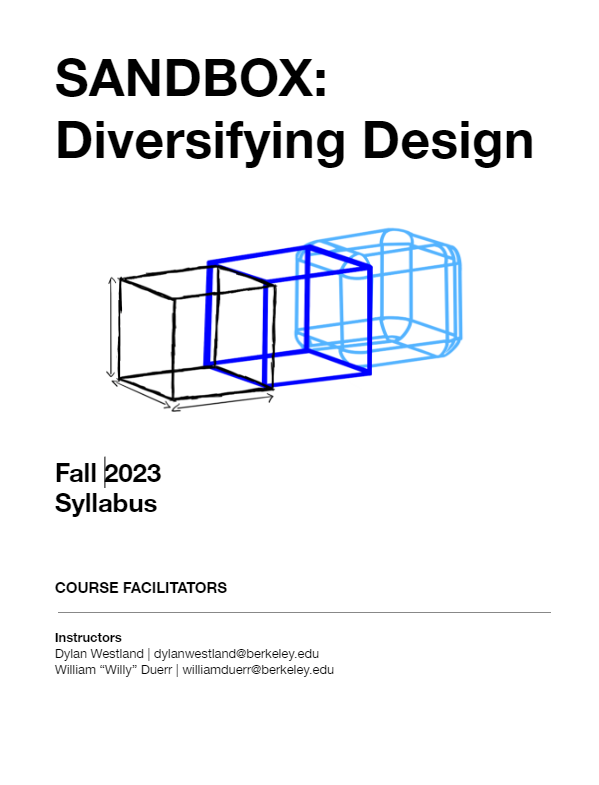 SANDBOX:
Diversifying Design
Fall 2023
Syllabus
COURSE FACILITATORS
Instructors
Dylan Westland | dylanwestland@berkeley.edu
William “Willy” Duerr | williamduerr@berkeley.edu